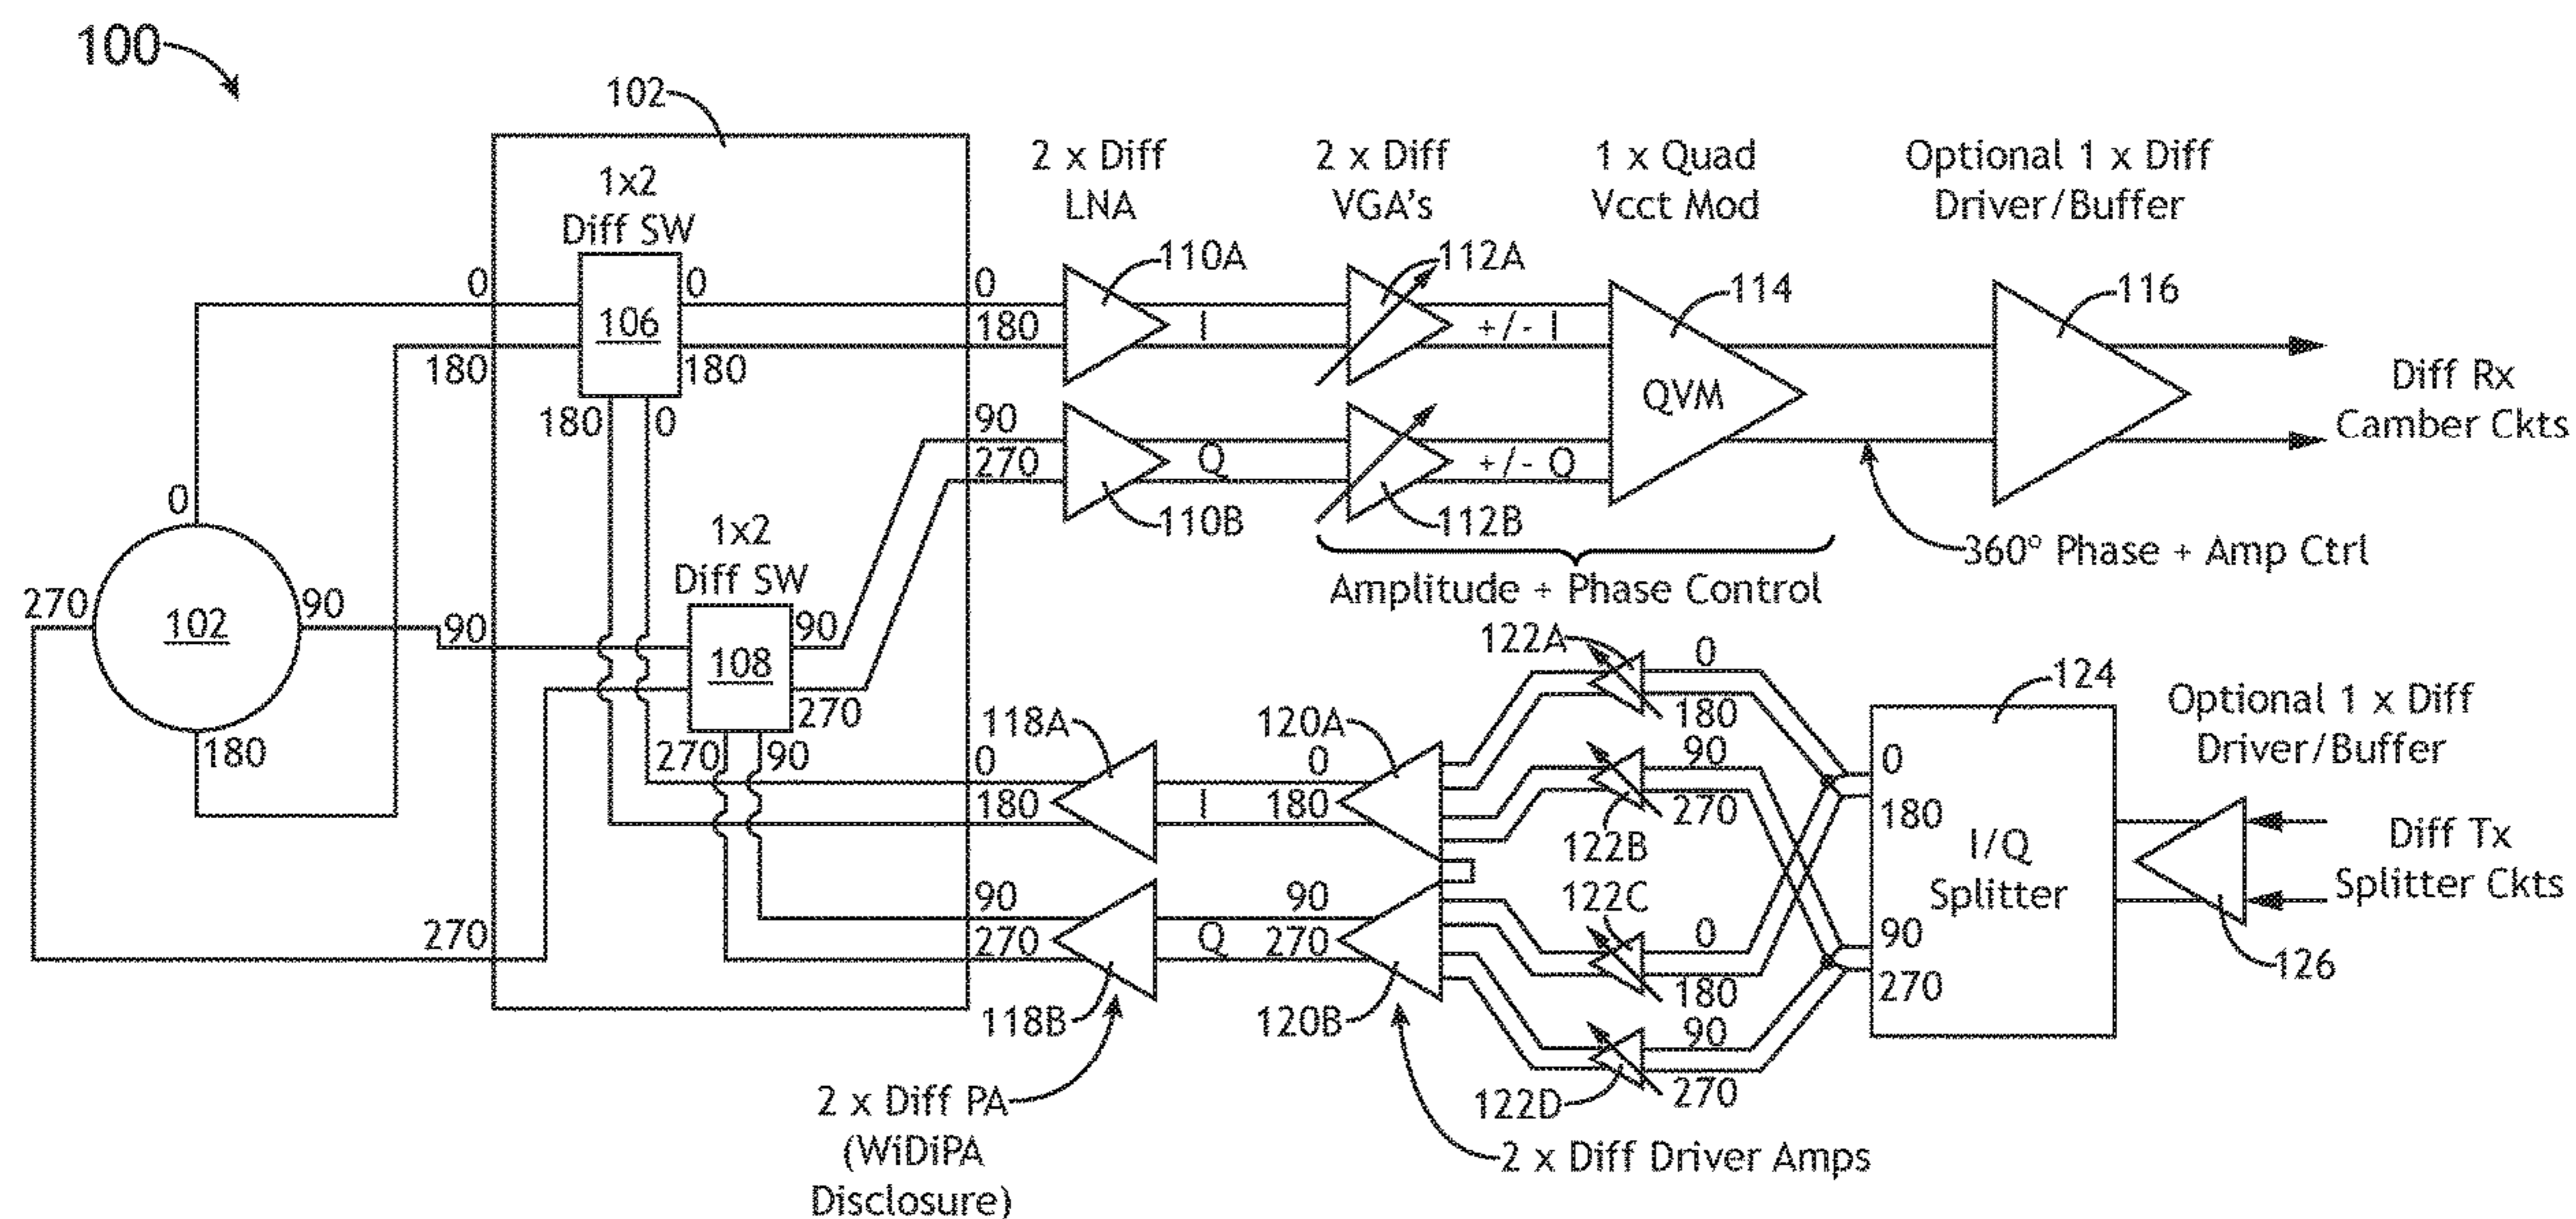 100
102
2 x Diff
LNA
2 x Diff
VGA's
1 x Quad
Vcct Mod
Optional 1 x Diff
Driver/Buffer
1x2
Diff SW
106
0
180
0
180
180
0
0
180
110A
I
112A
+/- I
114
QVM
116
Diff Rx
Camber Ckts
90
270
110B
Q
112B
+/- Q
360° Phase + Amp Ctrl
Amplitude + Phase Control
0
270
90
102
180
90
270
1x2
Diff SW
108
90
270
270
90
118A
0
180
I
120A
0
180
118B
90
270
Q
120B
90
270
122A
0
180
122B
90
270
122C
0
180
122D
90
270
124
0
180
I/Q
Splitter
90
270
Optional 1 x Diff
Driver/Buffer
Diff Tx
Splitter Ckts
126
2 x Diff PA
(WiDiPA
Disclosure)
2 x Diff Driver Amps